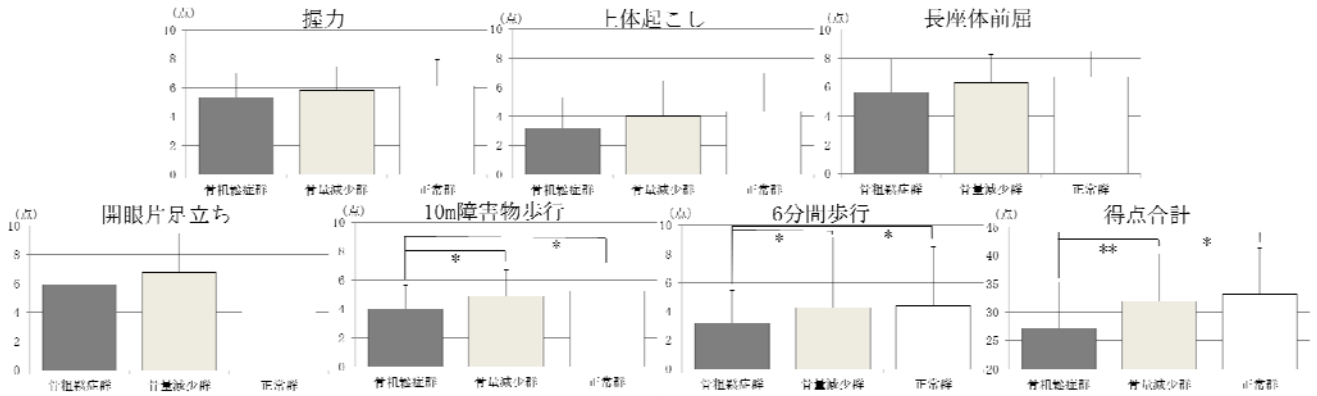 握力
(点)
10
8
6
4
2
0
骨粗鬆症群 骨量減少群 正常群
上体起こし
(点)
10
8
6
4
2
0
骨粗鬆症群 骨量減少群 正常群
長座体前屈
(点)
10
8
6
4
2
0
骨粗鬆症群 骨量減少群 正常群
開眼片足立ち
(点)
10
8
6
4
2
0
骨粗鬆症群 骨量減少群 正常群
10m障害物歩行
(点)
10
8
6
4
2
0
* *
骨粗鬆症群 骨量減少群 正常群
6分間歩行
(点)
10
8
6
4
2
0
* *
骨粗鬆症群 骨量減少群 正常群
得点合計
(点)
45
40
35
30
25
20
** *
骨粗鬆症群 骨量減少群 正常群